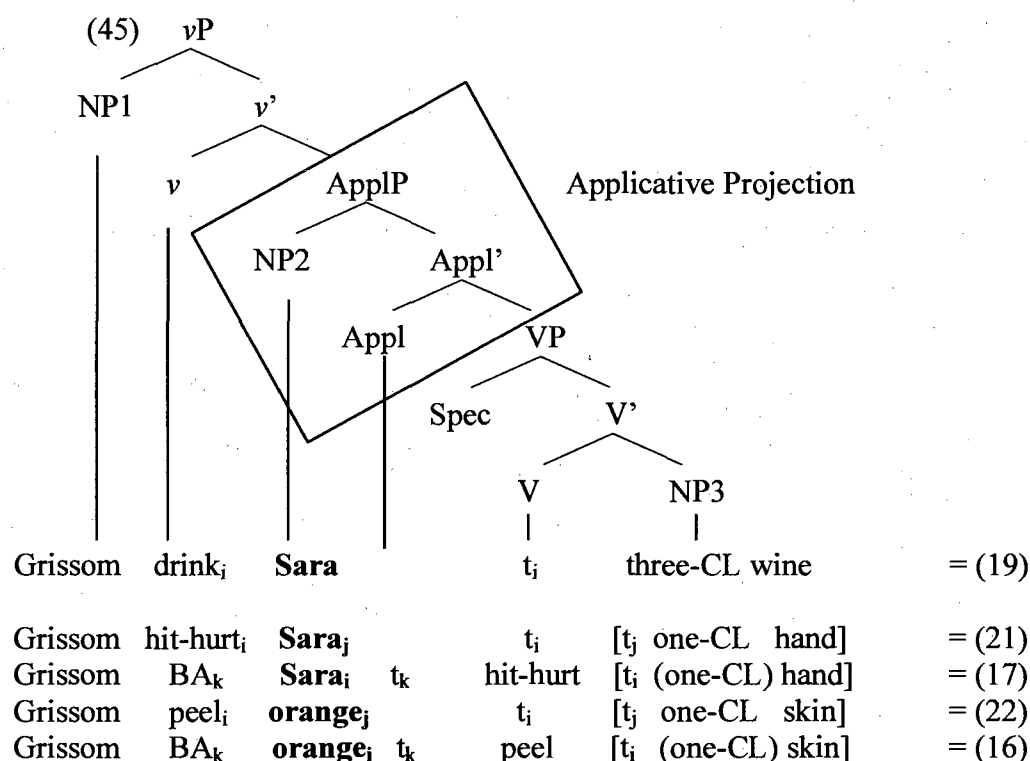 (45) vP
NP1 v'
v ApplP Applicative Projection
NP2 Appl'
Appl VP
Spec V'
V NP3
Grissom drinkᵢ Sara tᵢ three-CL wine = (19)
Grissom hit-hurtᵢ Saraⱼ tᵢ [tⱼ one-CL hand] = (21)
Grissom BAₖ Saraᵢ tₖ hit-hurt [tᵢ (one-CL) hand] = (17)
Grissom peelᵢ orangeⱼ tᵢ [tⱼ one-CL skin] = (22)
Grissom BAₖ orangeᵢ tₖ peel [tᵢ (one-CL) skin] = (16)